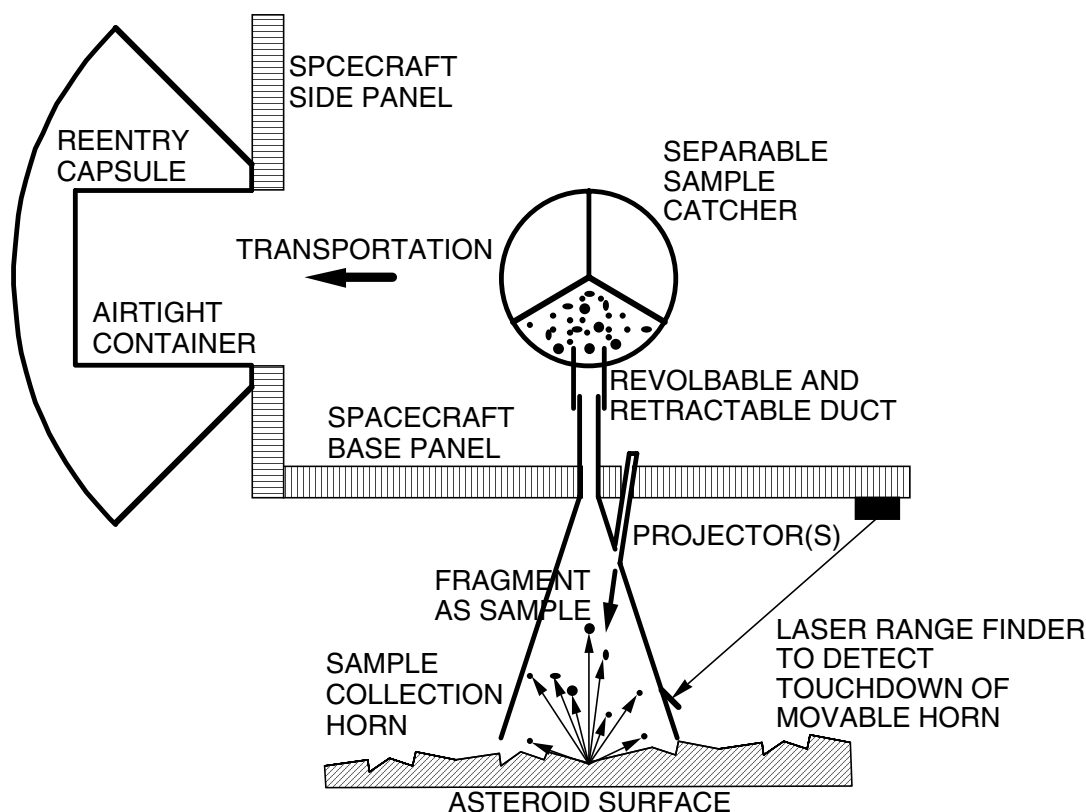 SPCECRAFT
SIDE PANEL
REENTRY
CAPSULE
SEPARABLE
SAMPLE
CATCHER
TRANSPORTATION
AIRTIGHT
CONTAINER
REVOLBABLE AND
RETRACTABLE DUCT
SPACECRAFT
BASE PANEL
PROJECTOR(S)
FRAGMENT
AS SAMPLE
LASER RANGE FINDER
TO DETECT
TOUCHDOWN OF
MOVABLE HORN
SAMPLE
COLLECTION
HORN
ASTEROID SURFACE